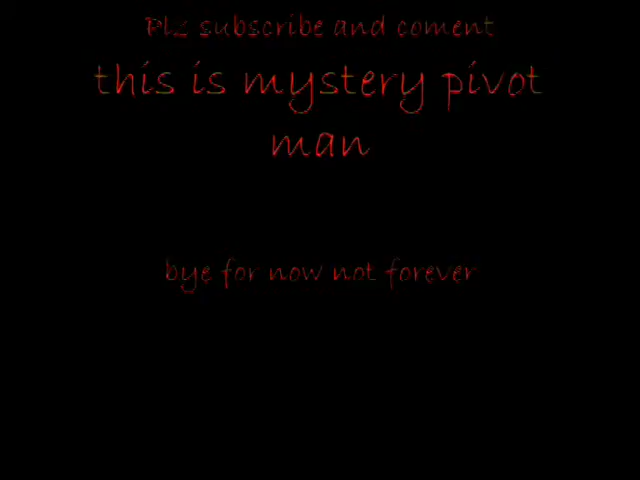 Plz subscribe and coment
this is mystery pivot
man
bye for now not forever